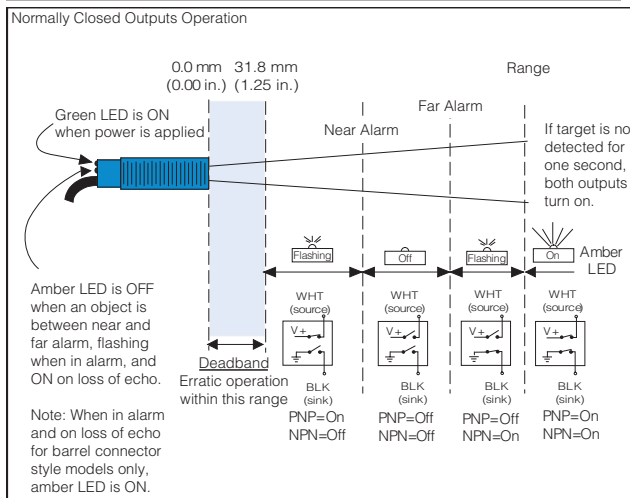 Normally Closed Outputs Operation
0.0 mm 31.8 mm
(0.00 in.) (1.25 in.)
Range
Far Alarm
Near Alarm
Green LED is ON
when power is applied
If target is no
detected for
one second,
both outputs
turn on.
Flashing
Off
Flashing
On
Amber
LED
Amber LED is OFF
when an object is
between near and
far alarm, flashing
when in alarm, and
ON on loss of echo.
Note: When in alarm
and on loss of echo
for barrel connector
style models only,
amber LED is ON.
Deadband
Erratic operation
within this range
WHT
(source)
V+
BLK
(sink)
PNP=On
NPN=Off
WHT
(source)
V+
BLK
(sink)
PNP=Off
NPN=Off
WHT
(source)
V+
BLK
(sink)
PNP=Off
NPN=On
WHT
(source)
V+
BLK
(sink)
PNP=On
NPN=On